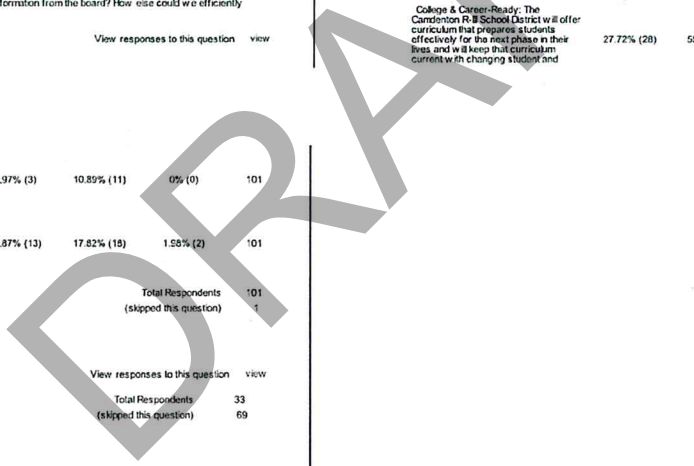 formation from the board? How else could we efficiently
View responses to this question view
.97% (3) 10.89% (11) 0% (0) 101
.87% (13) 17.82% (18) 1.98% (2) 101
Total Respondents 101
(skipped this question) 1
View responses to this question view
Total Respondents 33
(skipped this question) 69
College & Career-Ready: The
Camdenton R-III School District will offer
curriculum that prepares students
effectively for the next phase in their
lives and will keep that curriculum
current with changing student and
27.72% (28)
DRA